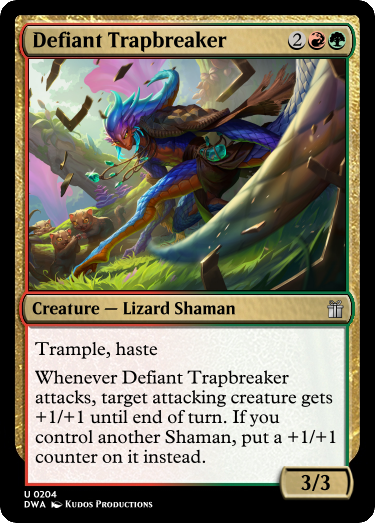 Defiant Trapbreaker 2
Creature — Lizard Shaman
Trample, haste
Whenever Defiant Trapbreaker
attacks, target attacking creature gets
+1/+1 until end of turn. If you
control another Shaman, put a +1/+1
counter on it instead.
3/3
U 0204
DWA Kudos Productions